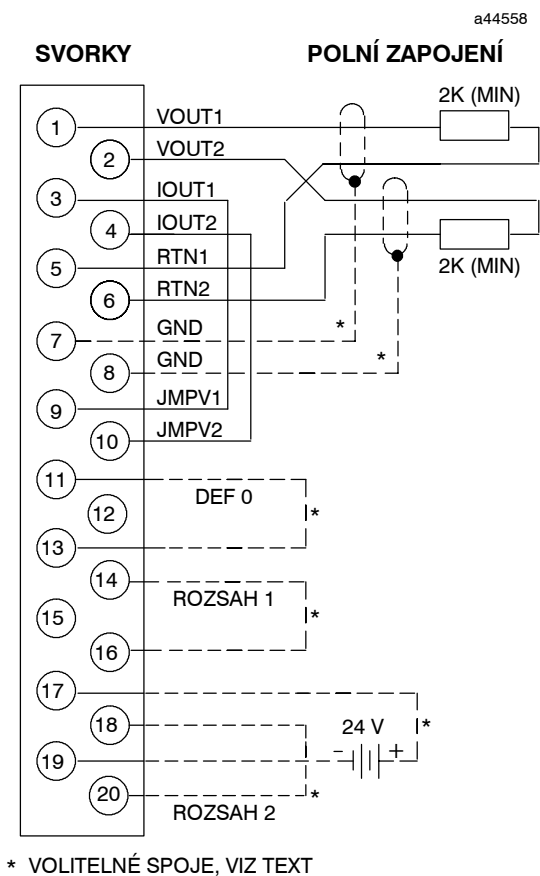 a44558
SVORKY
POLNÍ ZAPOJENÍ
2K (MIN)
1
VOUT1
2
VOUT2
3
IOUT1
4
IOUT2
5
RTN1
2K (MIN)
6
RTN2
7
GND
*
8
GND
*
9
JMPV1
10
JMPV2
11
DEF 0
12
*
13
14
ROZSAH 1
15
*
16
17
18
24 V
*
19
- +
20
*
ROZSAH 2
* VOLITELNÉ SPOJE, VIZ TEXT